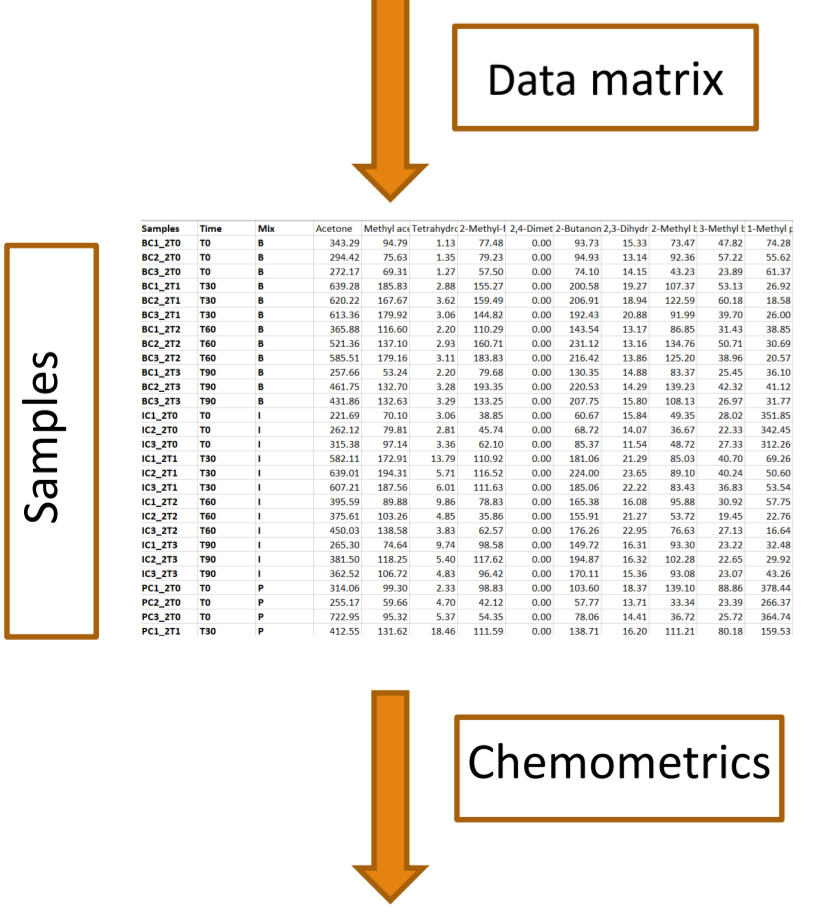 Data matrix
Samples Time Mix Acetone Methyl ace Tetrahydro 2-Methyl-f 2,4-Dimet 2-Butanon 2,3-Dihydr 2-Methyl b 3-Methyl b 1-Methyl p
BC1_2T0 T0 B 343.29 94.79 1.13 77.48 0.00 93.73 15.33 73.47 47.82 74.28
BC2_2T0 T0 B 294.42 75.63 1.35 79.23 0.00 94.93 13.14 92.36 57.22 55.62
BC3_2T0 T0 B 272.17 69.31 1.27 57.50 0.00 74.10 14.15 43.23 23.89 61.37
BC1_2T1 T30 B 639.28 185.83 2.88 155.27 0.00 200.58 19.27 107.37 53.13 26.92
BC2_2T1 T30 B 620.22 167.67 3.62 159.49 0.00 206.91 18.94 122.59 60.18 18.58
BC3_2T1 T30 B 613.36 179.92 3.06 144.82 0.00 192.43 20.88 91.99 39.70 26.00
BC1_2T2 T60 B 365.88 116.60 2.20 110.29 0.00 143.54 13.17 86.85 31.43 38.85
BC2_2T2 T60 B 521.36 137.10 2.93 160.71 0.00 231.12 13.16 134.76 50.71 30.69
BC3_2T2 T60 B 585.51 179.16 3.11 183.83 0.00 216.42 13.86 125.20 38.96 20.57
BC1_2T3 T90 B 257.66 53.24 2.20 79.68 0.00 130.35 14.88 83.37 25.45 36.10
BC2_2T3 T90 B 461.75 132.70 3.28 193.35 0.00 220.53 14.29 139.23 42.32 41.12
BC3_2T3 T90 B 431.86 132.63 3.29 133.25 0.00 207.75 15.80 108.13 26.97 31.77
IC1_2T0 T0 I 221.69 70.10 3.06 38.85 0.00 60.67 15.84 49.35 28.02 351.85
IC2_2T0 T0 I 262.12 79.81 2.81 45.74 0.00 68.72 14.07 36.67 22.33 342.45
IC3_2T0 T0 I 315.38 97.14 3.36 62.10 0.00 85.37 11.54 48.72 27.33 312.26
IC1_2T1 T30 I 582.11 172.91 13.79 110.92 0.00 181.06 21.29 85.03 40.70 69.26
IC2_2T1 T30 I 639.01 194.31 5.71 116.52 0.00 224.00 23.65 89.10 40.24 50.60
IC3_2T1 T30 I 607.21 187.56 6.01 111.63 0.00 185.06 22.22 83.43 36.83 53.54
IC1_2T2 T60 I 395.59 89.88 9.86 78.83 0.00 165.38 16.08 95.88 30.92 57.75
IC2_2T2 T60 I 375.61 103.26 4.85 35.86 0.00 155.91 21.27 53.72 19.45 22.76
IC3_2T2 T60 I 450.03 138.58 3.83 62.57 0.00 176.26 22.95 76.63 27.13 16.64
IC1_2T3 T90 I 265.30 74.64 9.74 98.58 0.00 149.72 16.31 93.30 23.22 32.48
IC2_2T3 T90 I 381.50 118.25 5.40 117.62 0.00 194.87 16.32 102.28 22.65 29.92
IC3_2T3 T90 I 362.52 106.72 4.83 96.42 0.00 170.11 15.36 93.08 23.07 43.26
PC1_2T0 T0 P 314.06 99.30 2.33 98.83 0.00 103.60 18.37 139.10 88.86 378.44
PC2_2T0 T0 P 255.17 59.66 4.70 42.12 0.00 57.77 13.71 33.34 23.39 266.37
PC3_2T0 T0 P 722.95 95.32 5.37 54.35 0.00 78.06 14.41 36.72 25.72 364.74
PC1_2T1 T30 P 412.55 131.62 18.46 111.59 0.00 138.71 16.20 111.21 80.18 159.53
Samples
Chemometrics